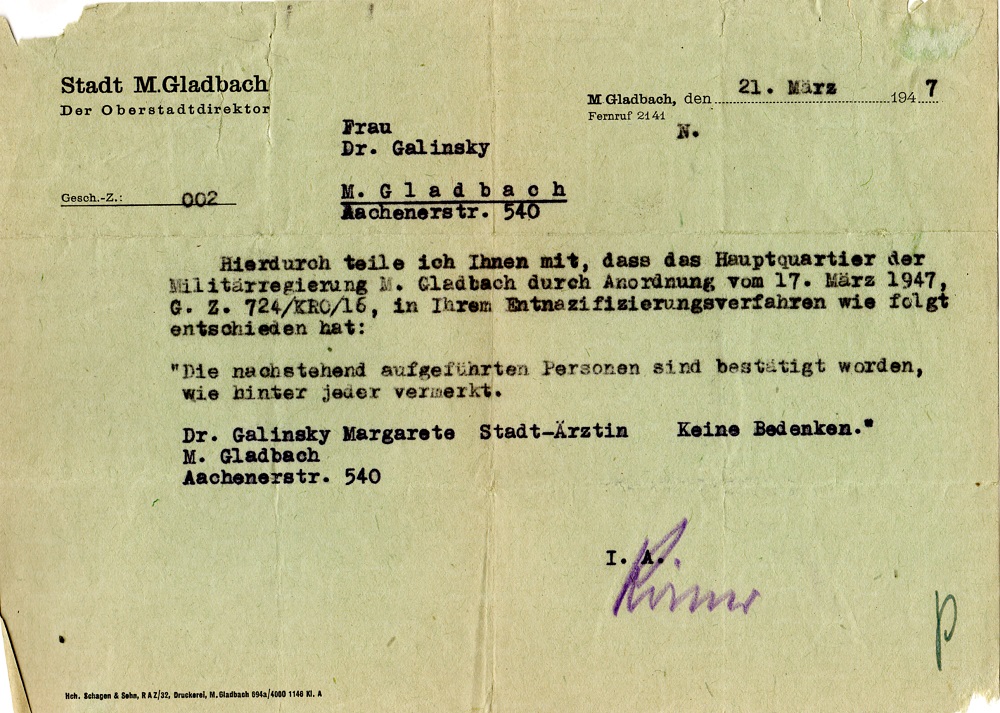 Stadt M.Gladbach
Der Oberstadtdirektor
M. Gladbach, den 21. März 1947
Fernruf 2141
N.
Frau
Dr. Galinsky
M. Gladbach
Aachenerstr. 540
Gesch.-Z.: 002
Hierdurch teile ich Ihnen mit, dass das Hauptquartier der
Militärregierung M. Gladbach durch Anordnung vom 17. März 1947,
G. Z. 724/KRO/16, in Ihrem Entnazifizierungsverfahren wie folgt
entschieden hat:
"Die nachstehend aufgeführten Personen sind bestätigt worden,
wie hinter jeder vermerkt.
Dr. Galinsky Margarete Stadt-Ärztin Keine Bedenken."
M. Gladbach
Aachenerstr. 540
I. A.
p
Hch. Schagen & Sohn, R A Z/32, Druckerei, M. Gladbach 694a/4000 1146 Kl. A